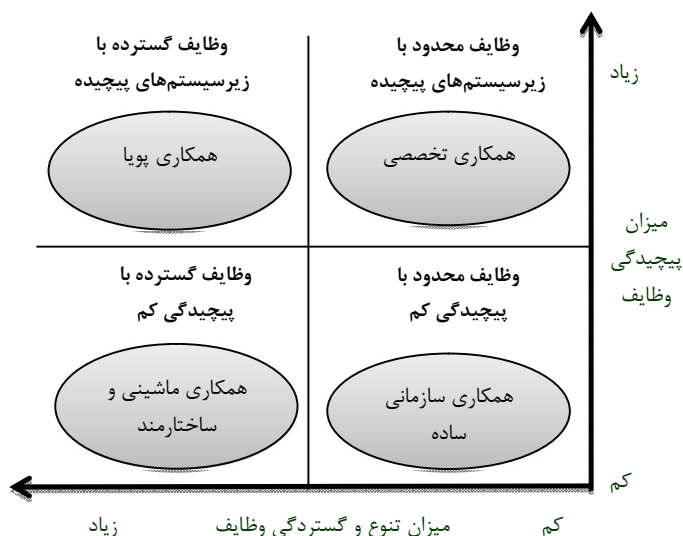 وظایف محدود با
زیرسیستم‌های پیچیده
همکاری تخصصی
وظایف گسترده با
زیرسیستم‌های پیچیده
همکاری پویا
زیاد
میزان
پیچیدگی
وظایف
وظایف محدود با
پیچیدگی کم
همکاری سازمانی
ساده
وظایف گسترده با
پیچیدگی کم
همکاری ماشینی و
ساختارمند
کم
کم
میزان تنوع و گستردگی وظایف
زیاد